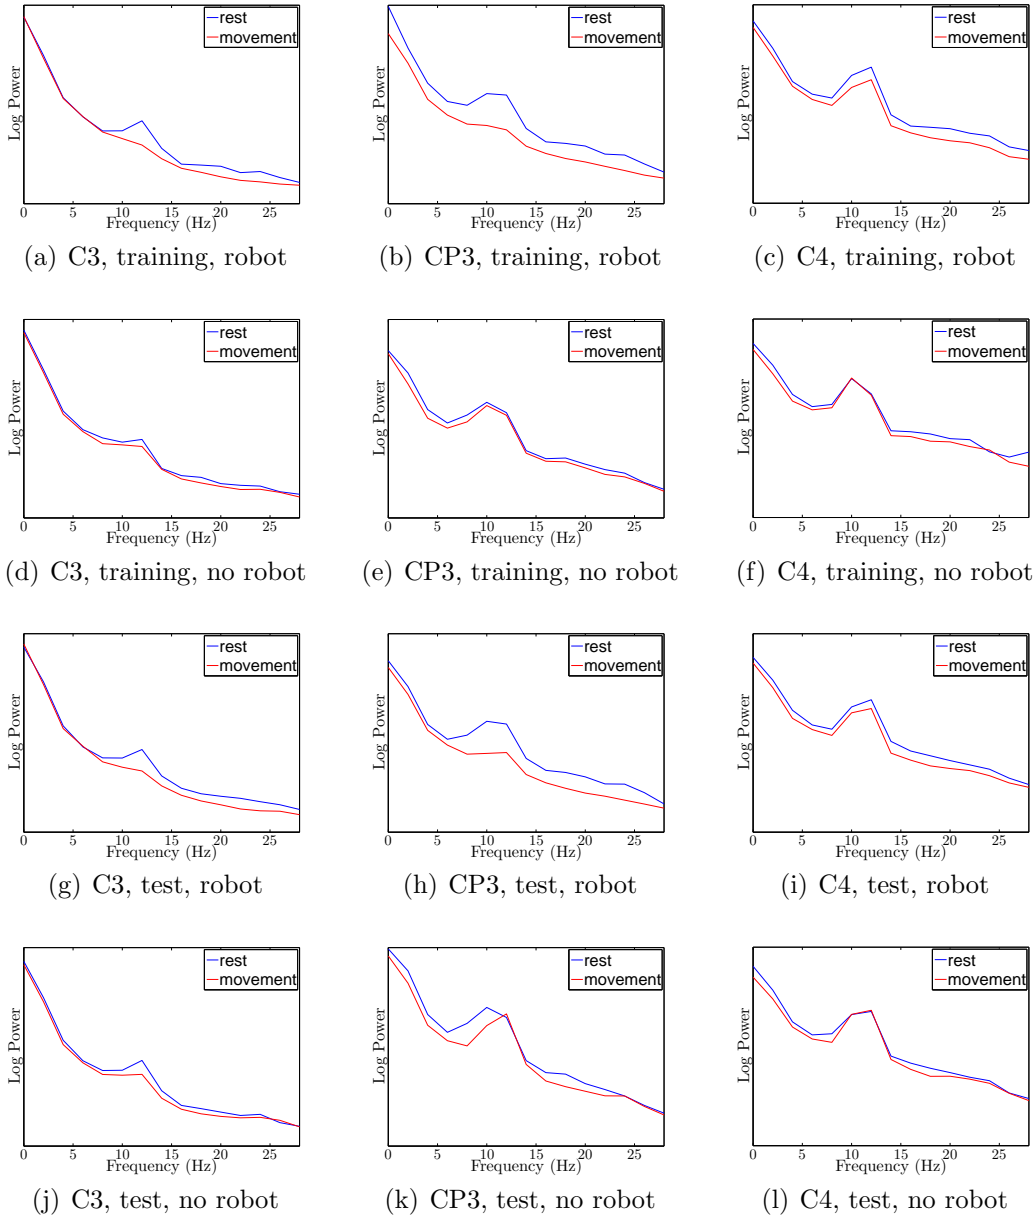 rest
movement
Log Power
0 5 10 15 20 25
Frequency (Hz)
(a) C3, training, robot
rest
movement
Log Power
0 5 10 15 20 25
Frequency (Hz)
(b) CP3, training, robot
rest
movement
Log Power
0 5 10 15 20 25
Frequency (Hz)
(c) C4, training, robot
rest
movement
Log Power
0 5 10 15 20 25
Frequency (Hz)
(d) C3, training, no robot
rest
movement
Log Power
0 5 10 15 20 25
Frequency (Hz)
(e) CP3, training, no robot
rest
movement
Log Power
0 5 10 15 20 25
Frequency (Hz)
(f) C4, training, no robot
rest
movement
Log Power
0 5 10 15 20 25
Frequency (Hz)
(g) C3, test, robot
rest
movement
Log Power
0 5 10 15 20 25
Frequency (Hz)
(h) CP3, test, robot
rest
movement
Log Power
0 5 10 15 20 25
Frequency (Hz)
(i) C4, test, robot
rest
movement
Log Power
0 5 10 15 20 25
Frequency (Hz)
(j) C3, test, no robot
rest
movement
Log Power
0 5 10 15 20 25
Frequency (Hz)
(k) CP3, test, no robot
rest
movement
Log Power
0 5 10 15 20 25
Frequency (Hz)
(l) C4, test, no robot